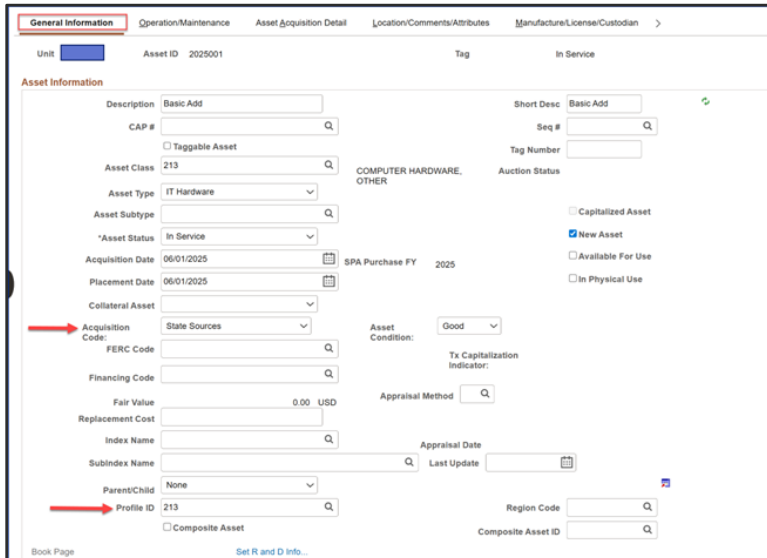 General Information Operation/Maintenance Asset Acquisition Detail Location/Comments/Attributes Manufacture/License/Custodian >
Unit Asset ID 2025001 Tag In Service
Asset Information
Description Basic Add Short Desc Basic Add
CAP # Seq #
Taggable Asset Tag Number
Asset Class 213 COMPUTER HARDWARE, OTHER Auction Status
Asset Type IT Hardware
Asset Subtype Capitalized Asset
*Asset Status In Service New Asset
Acquisition Date 06/01/2025 SPA Purchase FY 2025 Available For Use
Placement Date 06/01/2025 In Physical Use
Collateral Asset
Acquisition Code: State Sources Asset Condition: Good
FERC Code Tx Capitalization Indicator:
Financing Code
Fair Value 0.00 USD Appraisal Method
Replacement Cost
Index Name Appraisal Date
SubIndex Name Last Update
Parent/Child None
Profile ID 213 Region Code
Composite Asset Composite Asset ID
Book Page Set R and D Info...